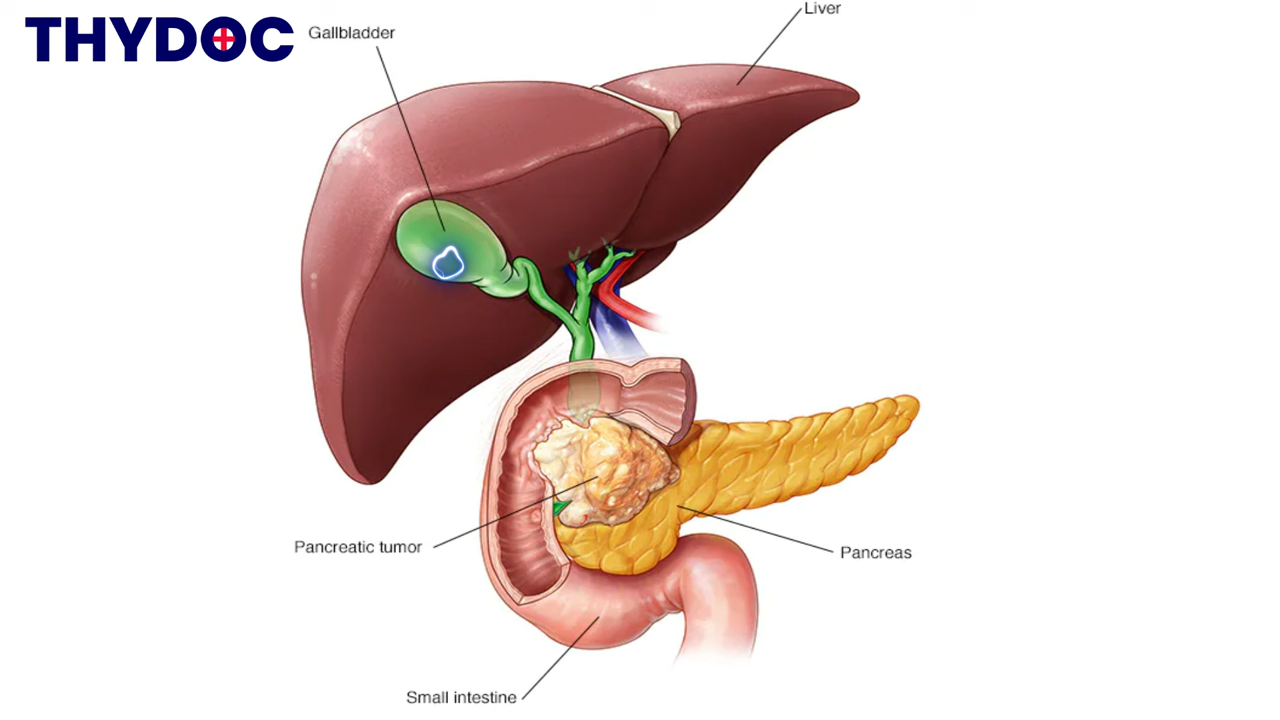 THYDOC
Gallbladder
Liver
Pancreatic tumor
Pancreas
Small intestine